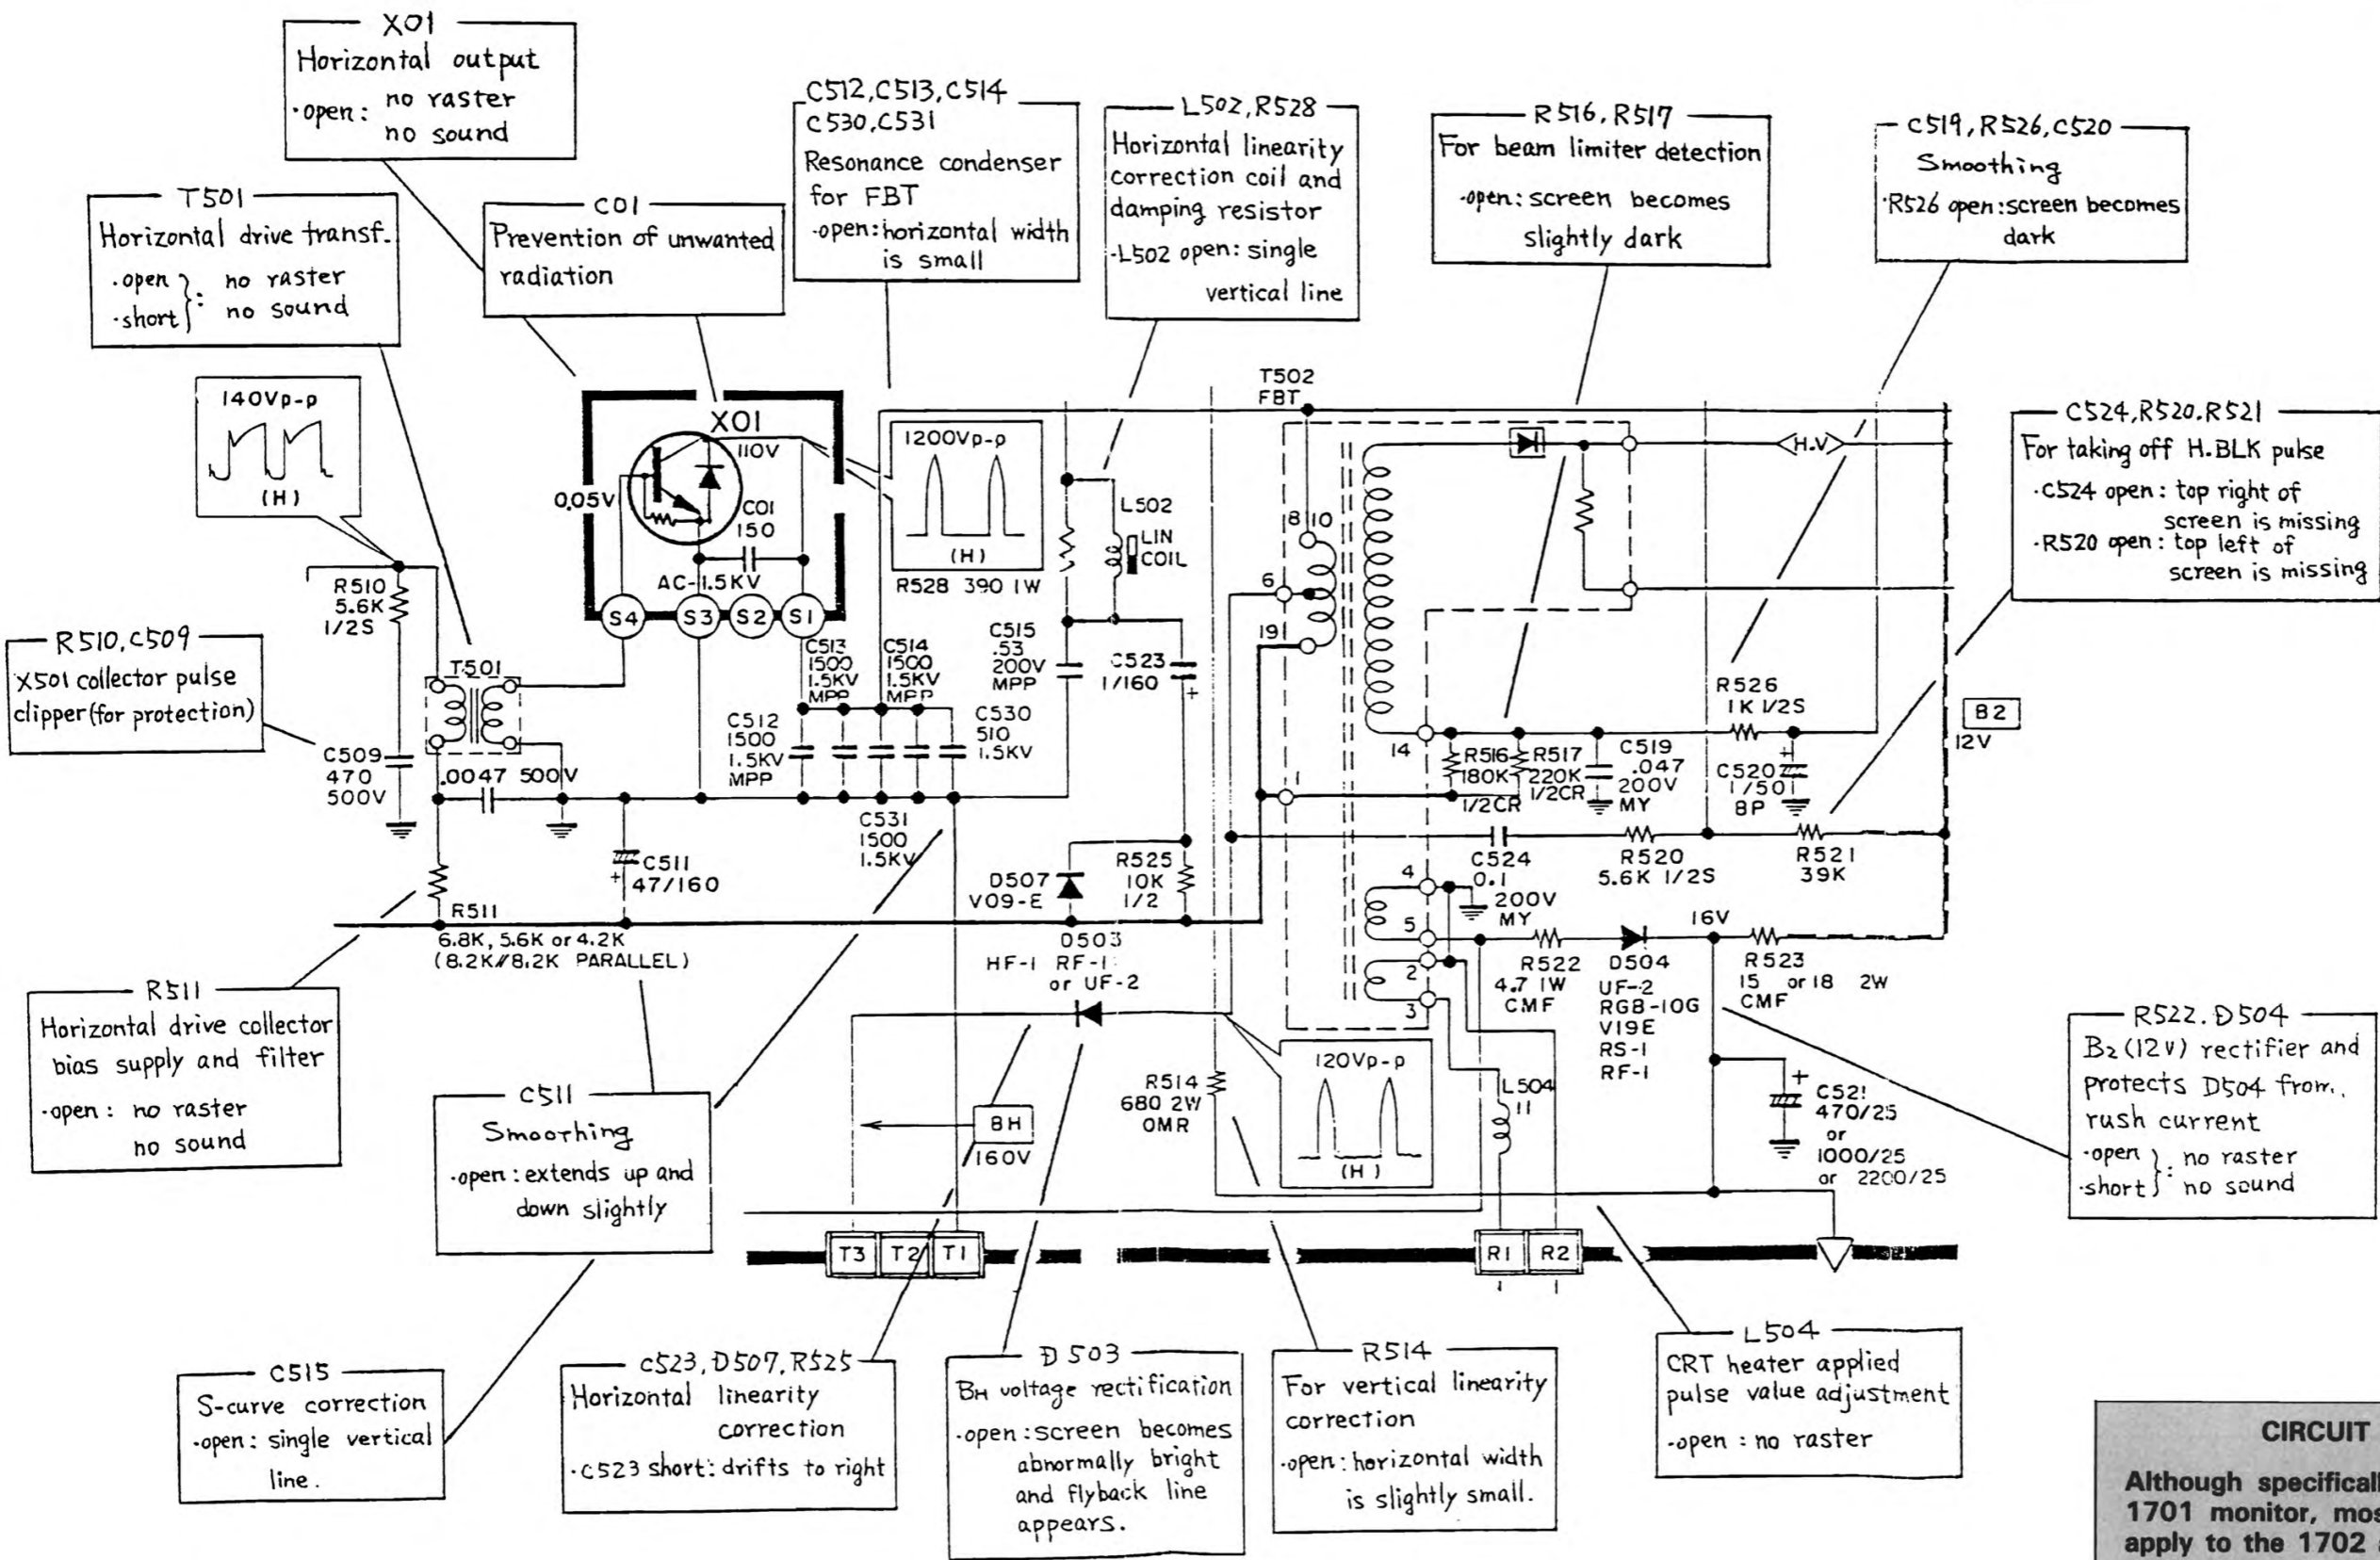 X01
Horizontal output
·open: no raster
no sound
T501
Horizontal drive transf.
·open
·short : no raster
no sound
C01
Prevention of unwanted
radiation
C512, C513, C514
C530, C531
Resonance condenser
for FBT
·open: horizontal width
is small
L502, R528
Horizontal linearity
correction coil and
damping resistor
·L502 open: single
vertical line
R516, R517
For beam limiter detection
·open: screen becomes
slightly dark
C519, R526, C520
Smoothing
·R526 open: screen becomes
dark
C524, R520. R521
For taking off H.BLK pulse
·C524 open: top right of
screen is missing
·R520 open: top left of
screen is missing
140Vp-p
(H)
X01
110V
0.05V
C01
150
AC-1.5KV
S4
S3
S2
S1
1200Vp-p
(H)
R528 390 1W
L502
LIN
COIL
T502
FBT
8
10
6
19
14
1
4
5
2
3
<H.V>
R510
5.6K
1/2S
R510, C509
X501 collector pulse
clipper (for protection)
C509
470
500V
T501
.0047 500V
C513
1500
1.5KV
MPP
C514
1500
1.5KV
MPP
C512
1500
1.5KV
MPP
C530
510
1.5KV
C531
1500
1.5KV
C515
.53
200V
MPP
C523
1/160
+
R526
1K 1/2S
B2
12V
R516
180K
1/2CR
R517
220K
1/2CR
C519
.047
200V
MY
C520
1/50
BP
+
C511
47/160
+
R511
6.8K, 5.6K or 4.2K
(8.2K//8.2K PARALLEL)
D507
V09-E
R525
10K
1/2
D503
HF-1 RF-1
or UF-2
C524
0.1
200V
MY
R520
5.6K 1/2S
R521
39K
16V
R522
4.7 1W
CMF
D504
UF-2
RGB-10G
V19E
RS-1
RF-1
R523
15 or 18 2W
CMF
C521
470/25
or
1000/25
or 2200/25
+
R511
Horizontal drive collector
bias supply and filter
·open: no raster
no sound
C511
Smoothing
·open: extends up and
down slightly
BH
160V
R514
680 2W
OMR
120Vp-p
(H)
L504
11
R522. D504
B2 (12V) rectifier and
protects D504 from..
rush current
·open
·short : no raster
no sound
T3
T2
T1
R1
R2
C515
S-curve correction
·open: single vertical
line.
C523, D507, R525
Horizontal linearity
correction
·C523 short: drifts to right
D503
BH voltage rectification
·open: screen becomes
abnormally bright
and flyback line
appears.
R514
For vertical linearity
correction
·open: horizontal width
is slightly small.
L504
CRT heater applied
pulse value adjustment
·open: no raster
CIRCUIT
Although specifical
1701 monitor, mos
apply to the 1702